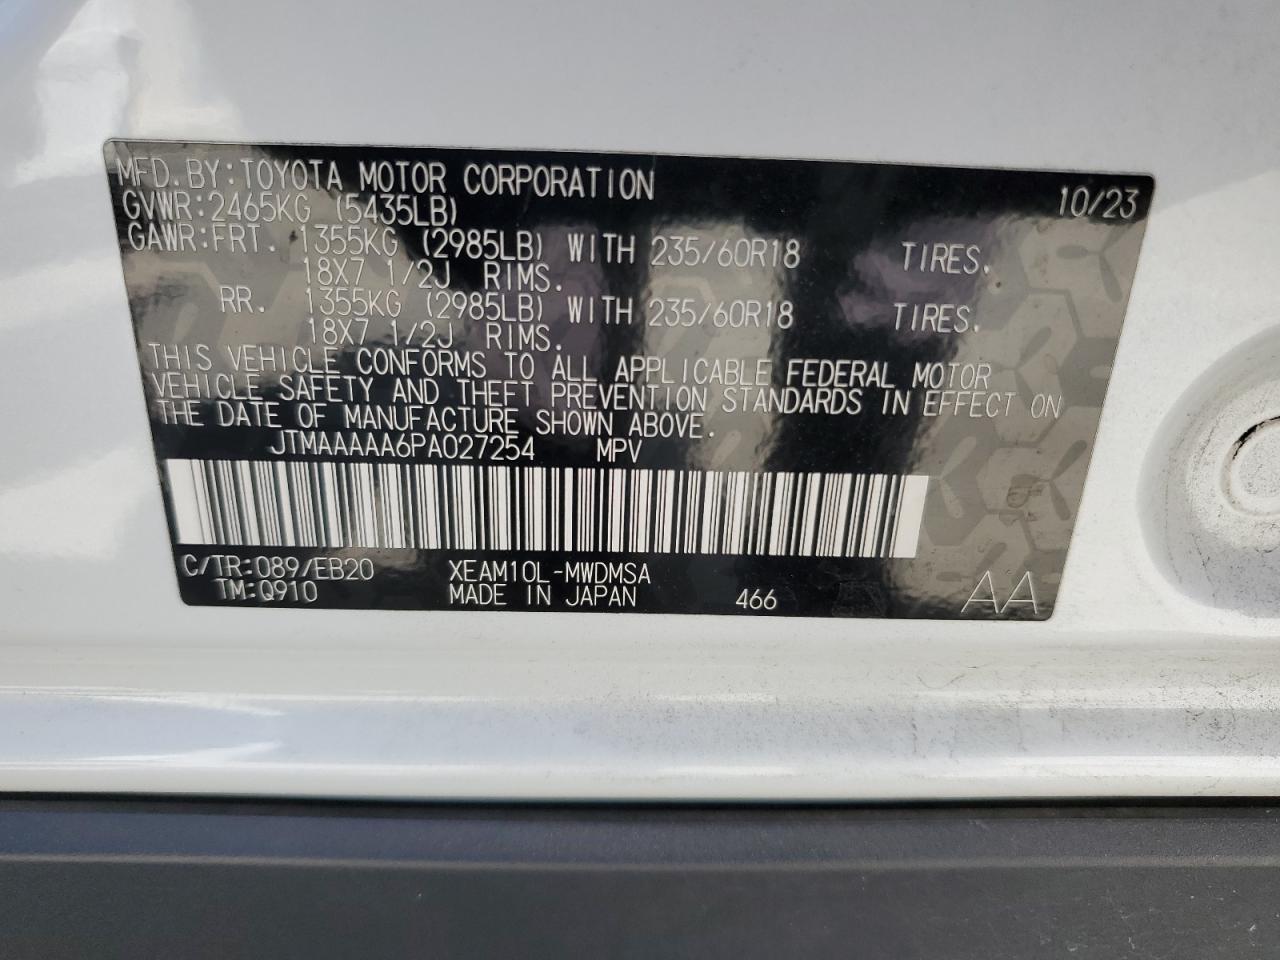 MFD. BY:TOYOTA MOTOR CORPORATION 10/23
GVWR:2465KG (5435LB)
GAWR:FRT. 1355KG (2985LB) WITH 235/60R18 TIRES.
18X7 1/2J RIMS.
RR. 1355KG (2985LB) WITH 235/60R18 TIRES.
18X7 1/2J RIMS.
THIS VEHICLE CONFORMS TO ALL APPLICABLE FEDERAL MOTOR
VEHICLE SAFETY AND THEFT PREVENTION STANDARDS IN EFFECT ON
THE DATE OF MANUFACTURE SHOWN ABOVE.
JTMAAAAA6PA027254 MPV
C/TR:089/EB20 XEAM10L-MWDMSA
TM:Q910 MADE IN JAPAN 466 AA